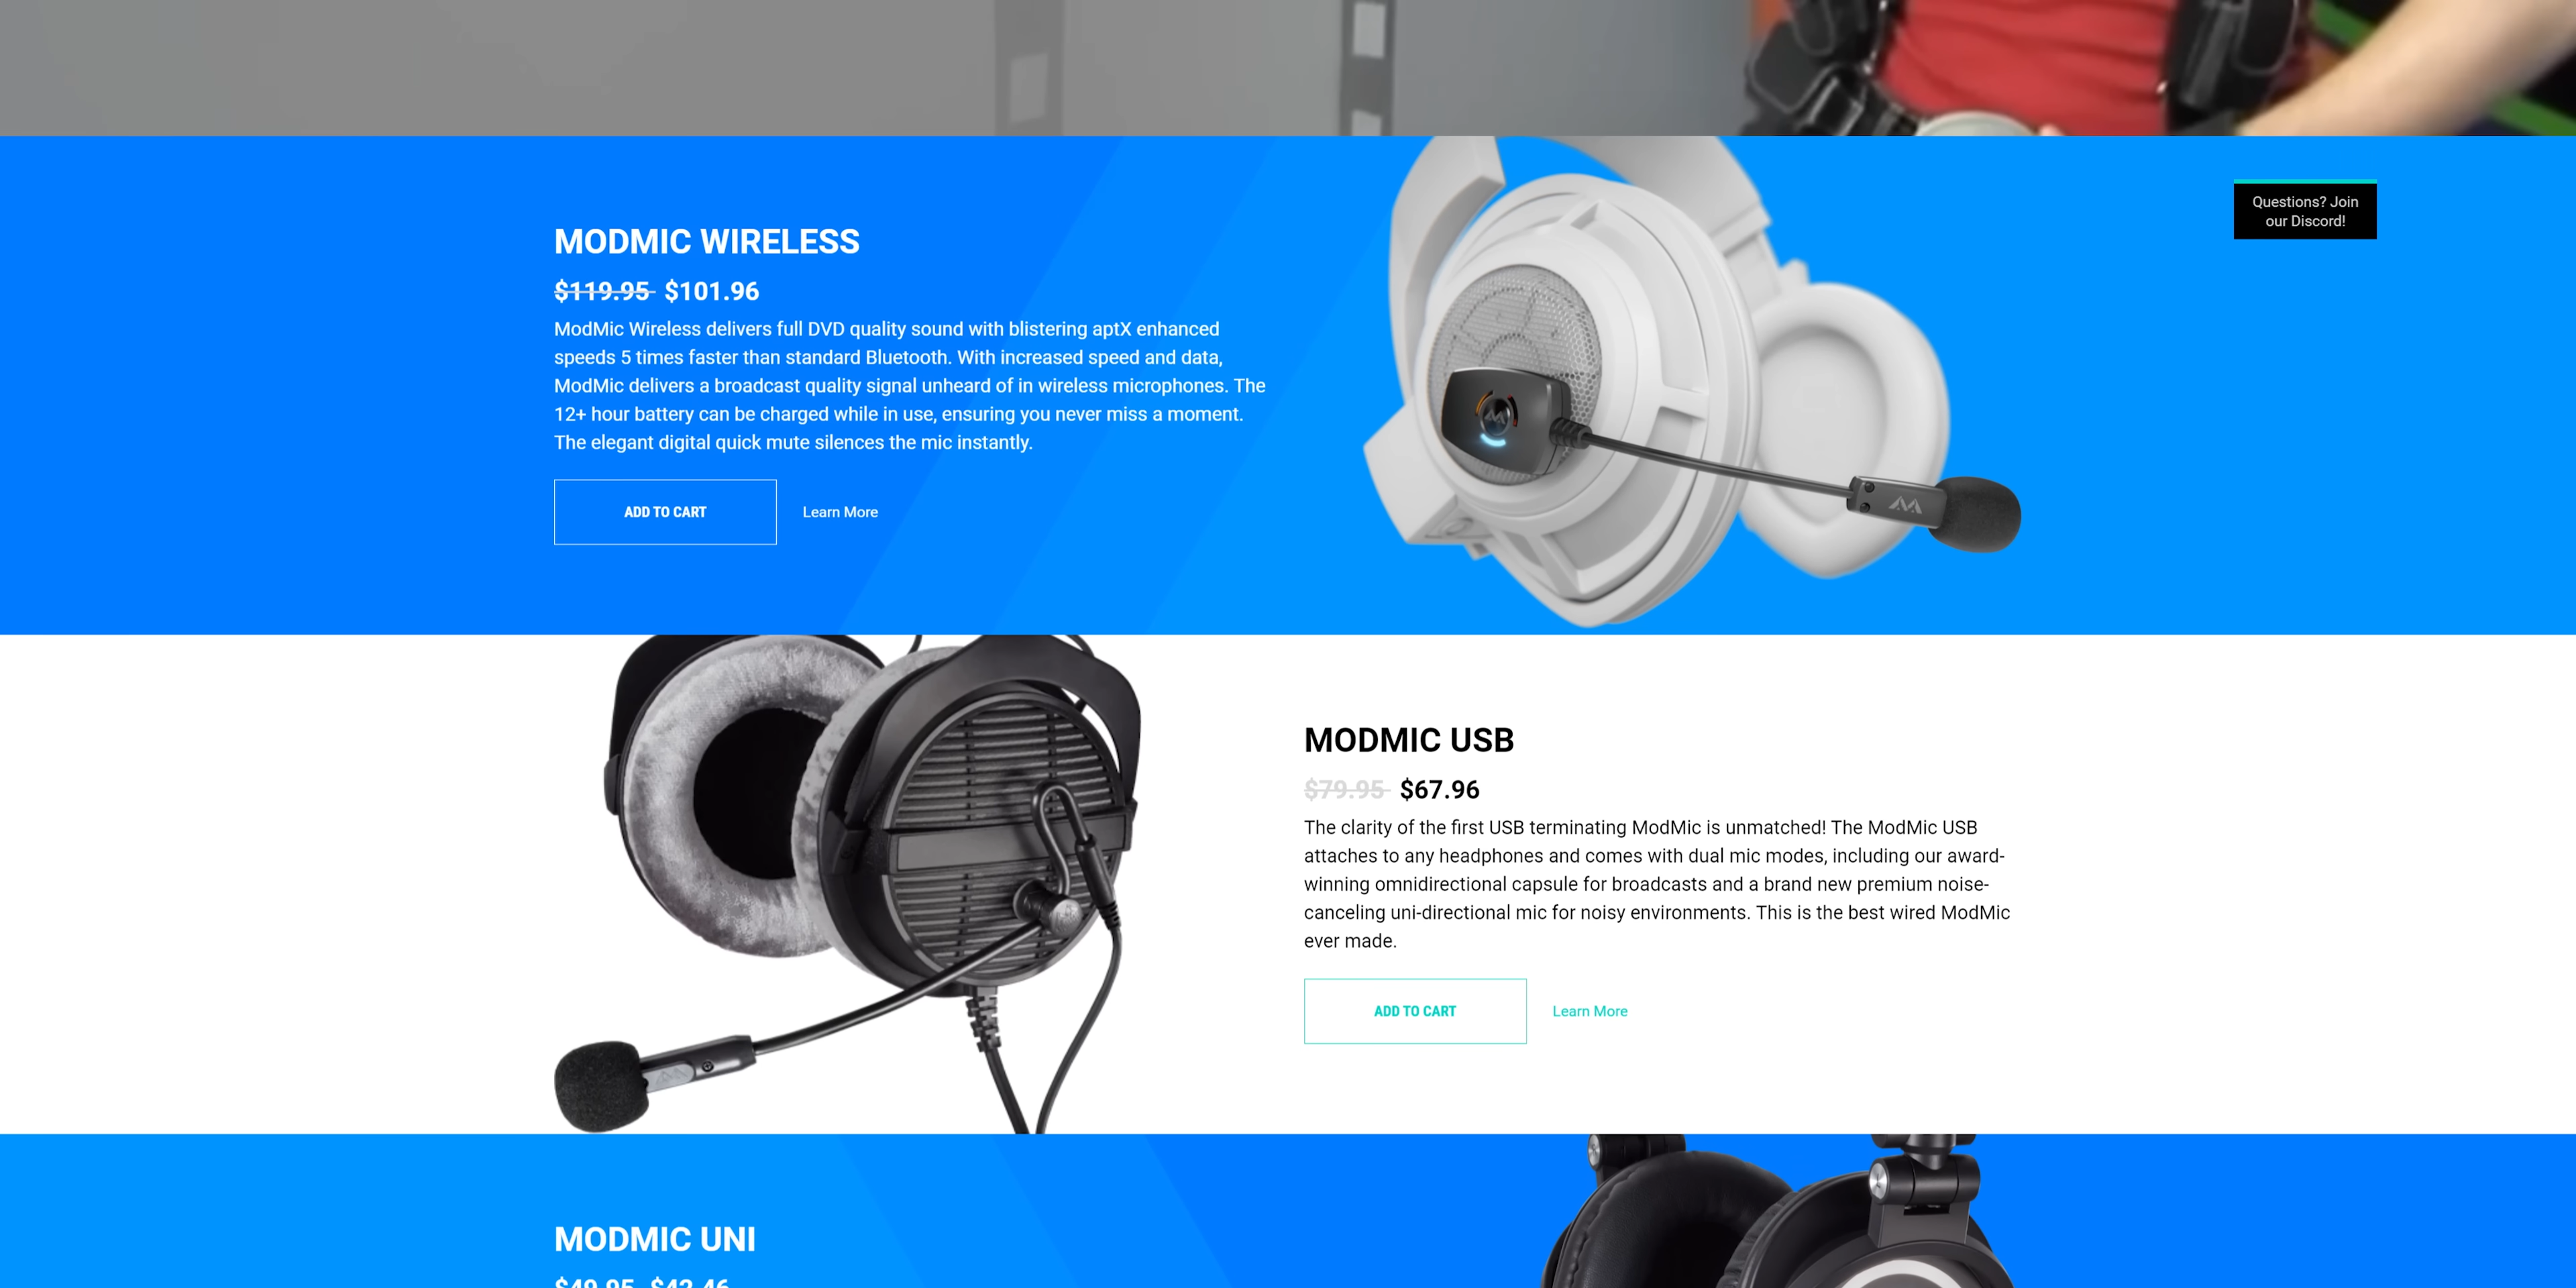 Questions? Join
our Discord!
MODMIC WIRELESS
$119.95 $101.96
ModMic Wireless delivers full DVD quality sound with blistering aptX enhanced
speeds 5 times faster than standard Bluetooth. With increased speed and data,
ModMic delivers a broadcast quality signal unheard of in wireless microphones. The
12+ hour battery can be charged while in use, ensuring you never miss a moment.
The elegant digital quick mute silences the mic instantly.
ADD TO CART Learn More
MODMIC USB
$79.95 $67.96
The clarity of the first USB terminating ModMic is unmatched! The ModMic USB
attaches to any headphones and comes with dual mic modes, including our award-
winning omnidirectional capsule for broadcasts and a brand new premium noise-
canceling uni-directional mic for noisy environments. This is the best wired ModMic
ever made.
ADD TO CART Learn More
MODMIC UNI
$49.95 $42.46